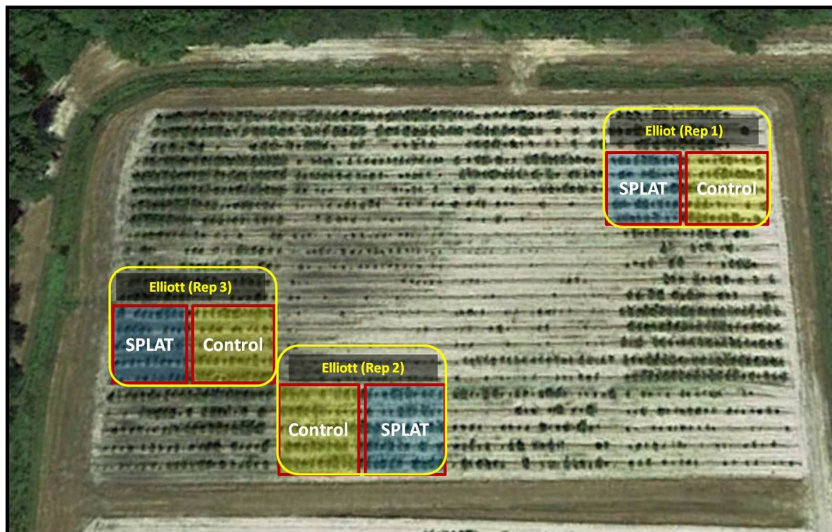 Elliot (Rep 1)
SPLAT Control
Elliott (Rep 3)
SPLAT Control
Elliott (Rep 2)
Control SPLAT